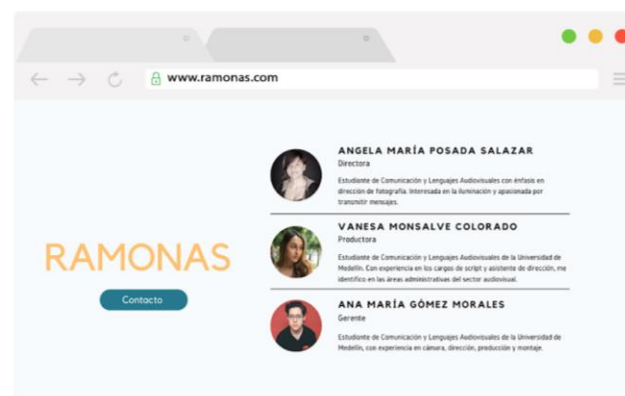 www.ramonas.com
RAMONAS
Contacto
ANGELA MARÍA POSADA SALAZAR
Directora
Estudiante de Comunicación y Lenguajes Audiovisuales con énfasis en
dirección de fotografía. Interesada en la iluminación y apasionada por
transmitir mensajes.
VANESA MONSALVE COLORADO
Productora
Estudiante de Comunicación y Lenguajes Audiovisuales de la Universidad de
Medellín. Con experiencia en los cargos de script y asistente de dirección, me
identifico en las áreas administrativas del sector audiovisual.
ANA MARÍA GÓMEZ MORALES
Gerente
Estudiante de Comunicación y Lenguajes Audiovisuales de la Universidad de
Medellín, con experiencia en cámara, dirección, producción y montaje.